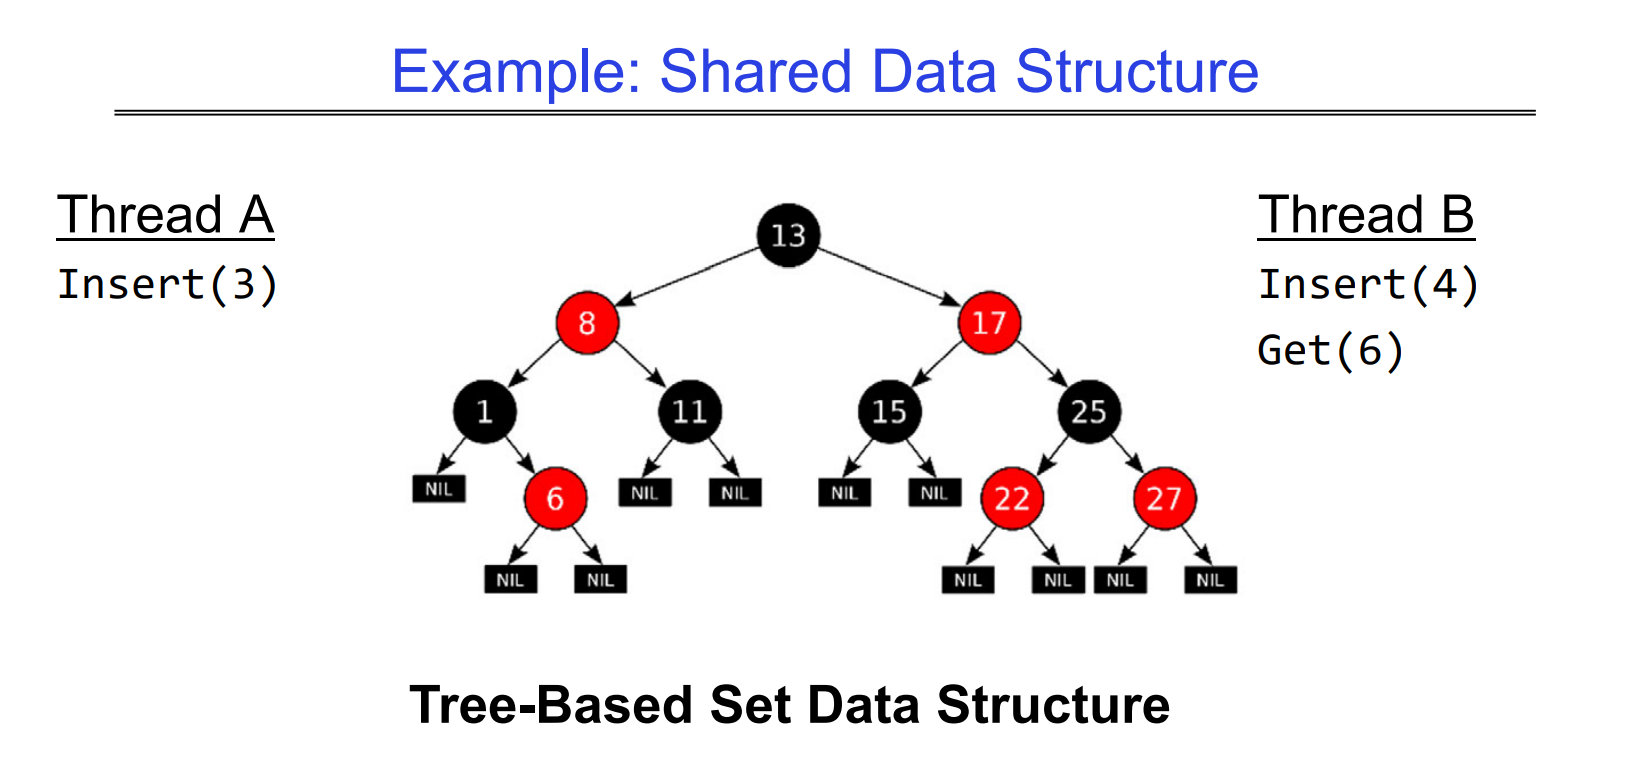 Example: Shared Data Structure
Thread A
Insert(3)
13
8
17
1
11
15
25
NIL
6
NIL
NIL
NIL
NIL
22
27
NIL
NIL
NIL
NIL
NIL
NIL
Thread B
Insert(4)
Get(6)
Tree-Based Set Data Structure